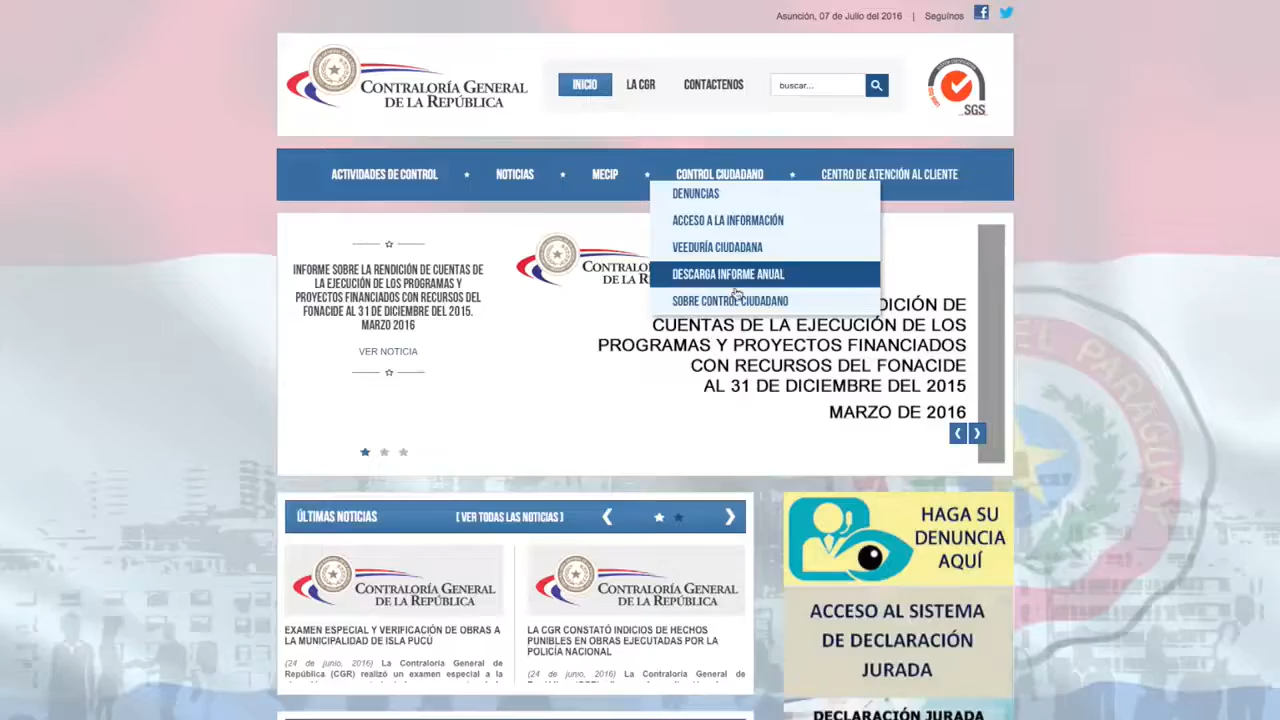 Asunción, 07 de Julio del 2016 | Seguínos
CONTRALORÍA GENERAL
DE LA REPÚBLICA
INICIO
LA CGR
CONTACTENOS
buscar...
SGS
ACTIVIDADES DE CONTROL
NOTICIAS
MECIP
CONTROL CIUDADANO
CENTRO DE ATENCIÓN AL CLIENTE
DENUNCIAS
ACCESO A LA INFORMACIÓN
VEEDURÍA CIUDADANA
DESCARGA INFORME ANUAL
SOBRE CONTROL CIUDADANO
INFORME SOBRE LA RENDICIÓN DE CUENTAS DE
LA EJECUCIÓN DE LOS PROGRAMAS Y
PROYECTOS FINANCIADOS CON RECURSOS DEL
FONACIDE AL 31 DE DICIEMBRE DEL 2015.
MARZO 2016
VER NOTICIA
DICIÓN DE
CUENTAS DE LA EJECUCIÓN DE LOS
PROGRAMAS Y PROYECTOS FINANCIADOS
CON RECURSOS DEL FONACIDE
AL 31 DE DICIEMBRE DEL 2015
MARZO DE 2016
ÚLTIMAS NOTICIAS
[ VER TODAS LAS NOTICIAS ]
CONTRALORÍA GENERAL
DE LA REPÚBLICA
EXAMEN ESPECIAL Y VERIFICACIÓN DE OBRAS A
LA MUNICIPALIDAD DE ISLA PUCÚ
(24 de junio, 2016) La Contraloría General de
República (CGR) realizó un examen especial a la
CONTRALORÍA GENERAL
DE LA REPÚBLICA
LA CGR CONSTATÓ INDICIOS DE HECHOS
PUNIBLES EN OBRAS EJECUTADAS POR LA
POLICÍA NACIONAL
(24 de junio, 2016) La Contraloría General de
HAGA SU
DENUNCIA
AQUÍ
ACCESO AL SISTEMA
DE DECLARACIÓN
JURADA
DECLARACIÓN JURADA